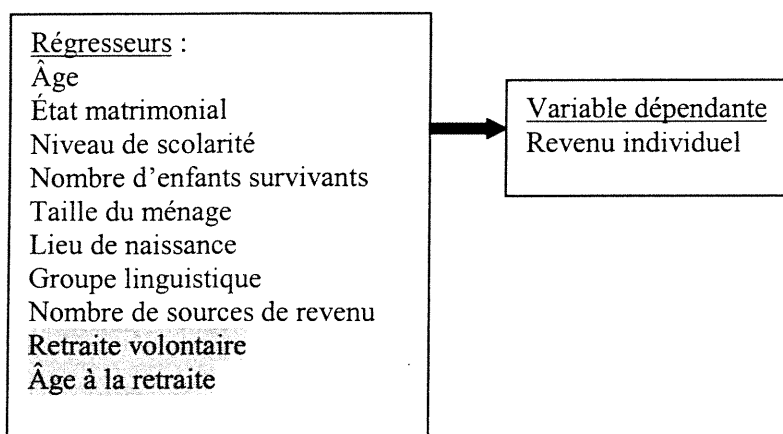 Régresseurs :
Âge
État matrimonial
Niveau de scolarité
Nombre d'enfants survivants
Taille du ménage
Lieu de naissance
Groupe linguistique
Nombre de sources de revenu
Retraite volontaire
Âge à la retraite
Variable dépendante
Revenu individuel